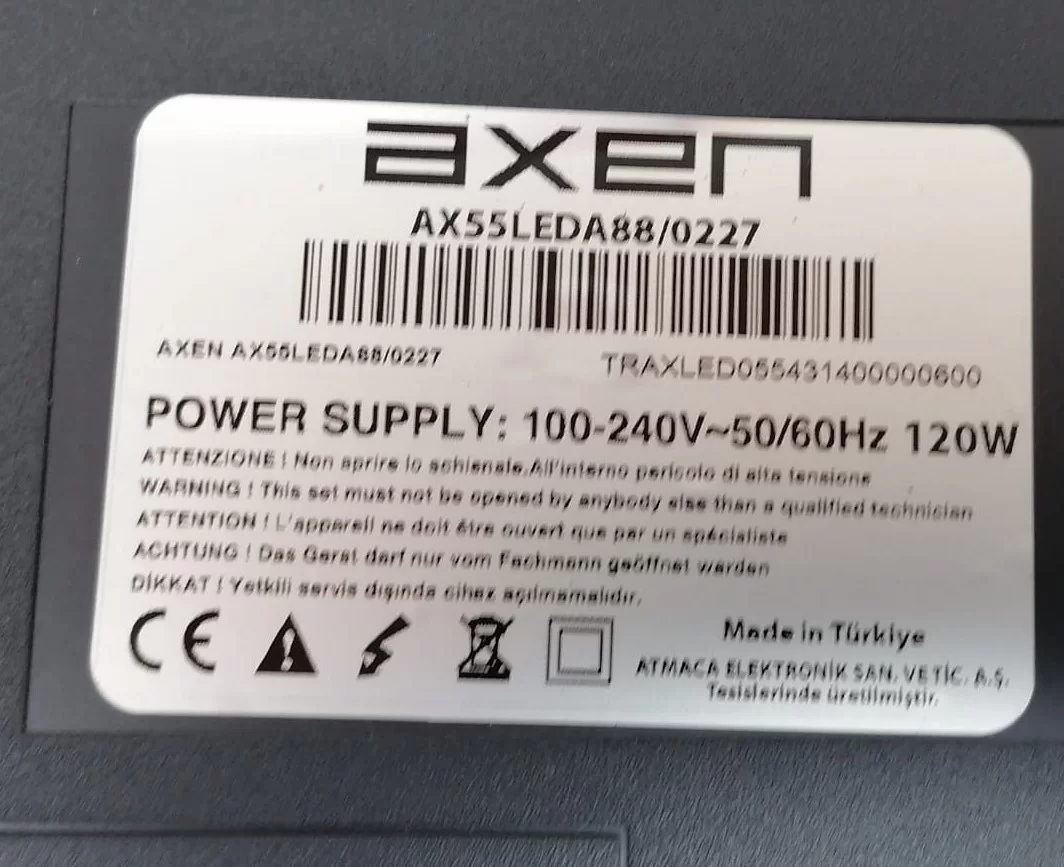 axen
AX55LEDA88/0227
AXEN AX55LEDA88/0227
TRAXLED055431400000600
POWER SUPPLY: 100-240V~50/60Hz 120W
ATTENZIONE ! Non aprire lo schienale.All'interno pericolo di alta tensione
WARNING ! This set must not be opened by anybody else than a qualified technician
ATTENTION ! L'appareil ne doit être ouvert que par un spécialiste
ACHTUNG ! Das Gerat darf nur vom Fachmann geöffnet werden
DİKKAT ! Yetkili servis dışında cihaz açılmamalıdır.
CE
Made in Türkiye
ATMACA ELEKTRONİK SAN. VE TİC. A.Ş.
Tesislerinde üretilmiştir.